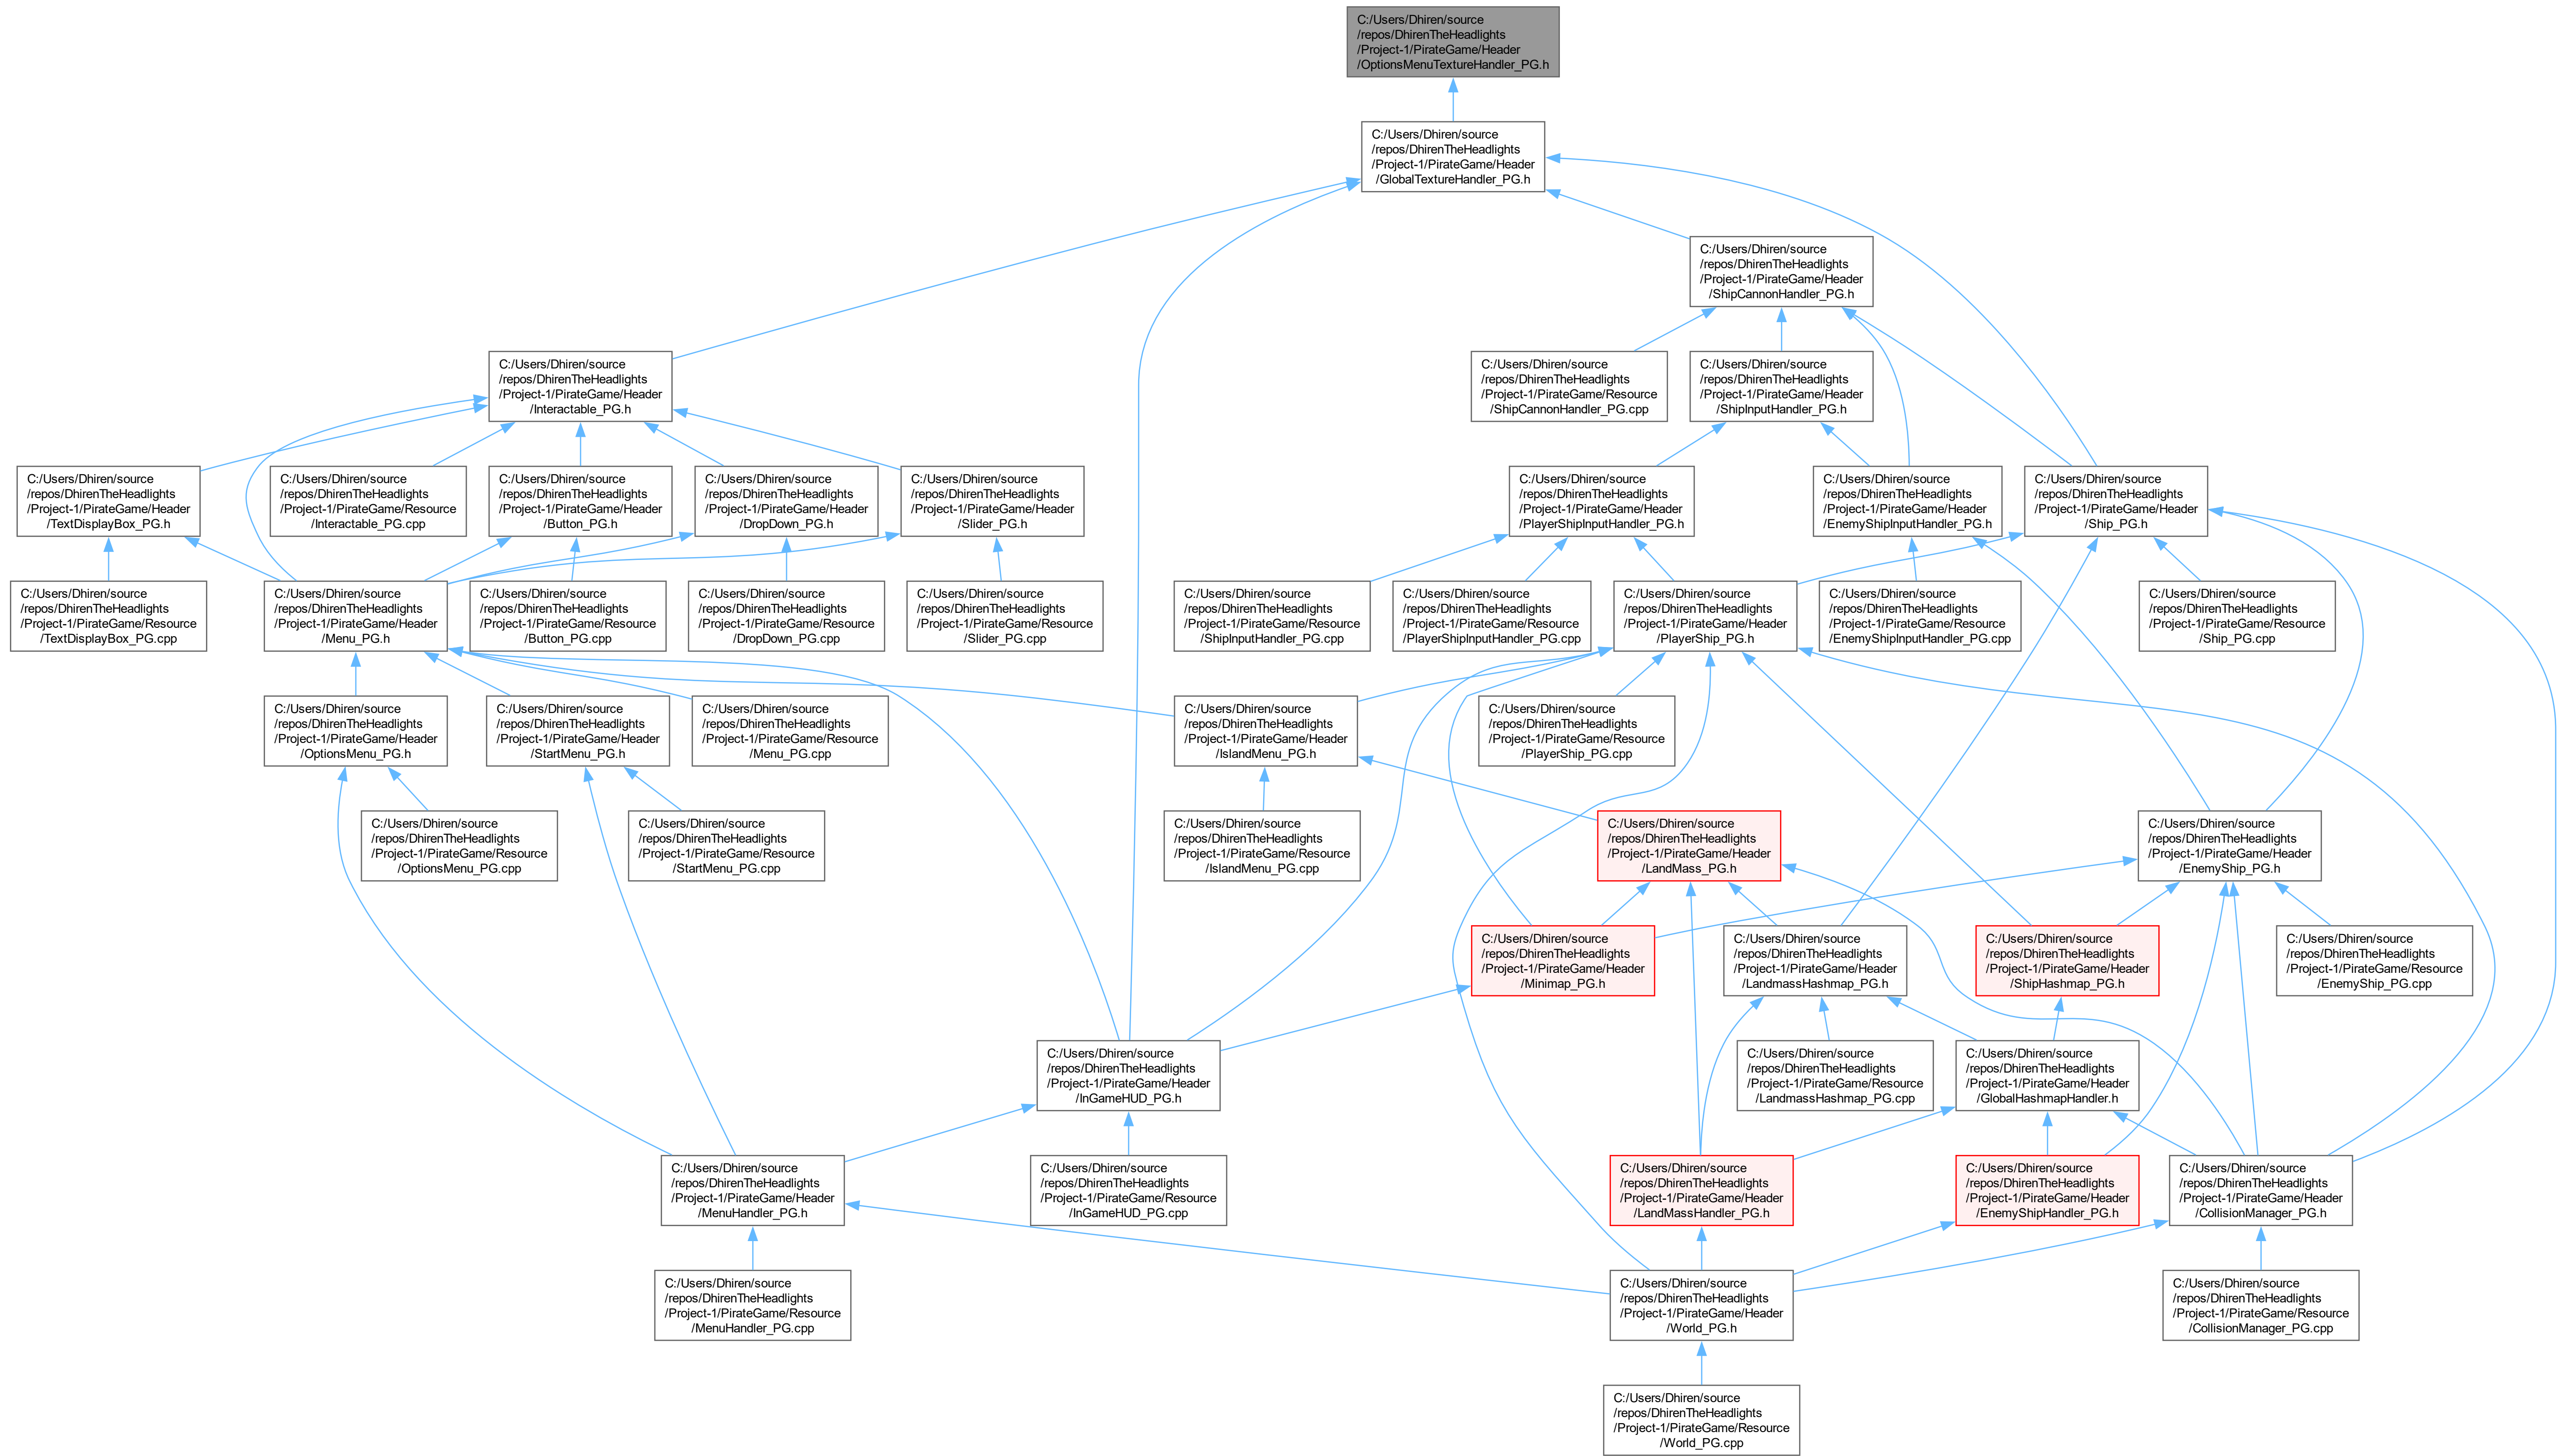 C:/Users/Dhiren/source
/repos/DhirenTheHeadlights
/Project-1/PirateGame/Header
/OptionsMenuTextureHandler_PG.h
C:/Users/Dhiren/source
/repos/DhirenTheHeadlights
/Project-1/PirateGame/Header
/GlobalTextureHandler_PG.h
C:/Users/Dhiren/source
/repos/DhirenTheHeadlights
/Project-1/PirateGame/Header
/ShipCannonHandler_PG.h
C:/Users/Dhiren/source
/repos/DhirenTheHeadlights
/Project-1/PirateGame/Header
/Interactable_PG.h
C:/Users/Dhiren/source
/repos/DhirenTheHeadlights
/Project-1/PirateGame/Resource
/ShipCannonHandler_PG.cpp
C:/Users/Dhiren/source
/repos/DhirenTheHeadlights
/Project-1/PirateGame/Header
/ShipInputHandler_PG.h
C:/Users/Dhiren/source
/repos/DhirenTheHeadlights
/Project-1/PirateGame/Header
/TextDisplayBox_PG.h
C:/Users/Dhiren/source
/repos/DhirenTheHeadlights
/Project-1/PirateGame/Resource
/Interactable_PG.cpp
C:/Users/Dhiren/source
/repos/DhirenTheHeadlights
/Project-1/PirateGame/Header
/Button_PG.h
C:/Users/Dhiren/source
/repos/DhirenTheHeadlights
/Project-1/PirateGame/Header
/DropDown_PG.h
C:/Users/Dhiren/source
/repos/DhirenTheHeadlights
/Project-1/PirateGame/Header
/Slider_PG.h
C:/Users/Dhiren/source
/repos/DhirenTheHeadlights
/Project-1/PirateGame/Header
/PlayerShipInputHandler_PG.h
C:/Users/Dhiren/source
/repos/DhirenTheHeadlights
/Project-1/PirateGame/Header
/EnemyShipInputHandler_PG.h
C:/Users/Dhiren/source
/repos/DhirenTheHeadlights
/Project-1/PirateGame/Header
/Ship_PG.h
C:/Users/Dhiren/source
/repos/DhirenTheHeadlights
/Project-1/PirateGame/Resource
/TextDisplayBox_PG.cpp
C:/Users/Dhiren/source
/repos/DhirenTheHeadlights
/Project-1/PirateGame/Header
/Menu_PG.h
C:/Users/Dhiren/source
/repos/DhirenTheHeadlights
/Project-1/PirateGame/Resource
/Button_PG.cpp
C:/Users/Dhiren/source
/repos/DhirenTheHeadlights
/Project-1/PirateGame/Resource
/DropDown_PG.cpp
C:/Users/Dhiren/source
/repos/DhirenTheHeadlights
/Project-1/PirateGame/Resource
/Slider_PG.cpp
C:/Users/Dhiren/source
/repos/DhirenTheHeadlights
/Project-1/PirateGame/Resource
/ShipInputHandler_PG.cpp
C:/Users/Dhiren/source
/repos/DhirenTheHeadlights
/Project-1/PirateGame/Resource
/PlayerShipInputHandler_PG.cpp
C:/Users/Dhiren/source
/repos/DhirenTheHeadlights
/Project-1/PirateGame/Header
/PlayerShip_PG.h
C:/Users/Dhiren/source
/repos/DhirenTheHeadlights
/Project-1/PirateGame/Resource
/EnemyShipInputHandler_PG.cpp
C:/Users/Dhiren/source
/repos/DhirenTheHeadlights
/Project-1/PirateGame/Resource
/Ship_PG.cpp
C:/Users/Dhiren/source
/repos/DhirenTheHeadlights
/Project-1/PirateGame/Header
/OptionsMenu_PG.h
C:/Users/Dhiren/source
/repos/DhirenTheHeadlights
/Project-1/PirateGame/Header
/StartMenu_PG.h
C:/Users/Dhiren/source
/repos/DhirenTheHeadlights
/Project-1/PirateGame/Resource
/Menu_PG.cpp
C:/Users/Dhiren/source
/repos/DhirenTheHeadlights
/Project-1/PirateGame/Header
/IslandMenu_PG.h
C:/Users/Dhiren/source
/repos/DhirenTheHeadlights
/Project-1/PirateGame/Resource
/PlayerShip_PG.cpp
C:/Users/Dhiren/source
/repos/DhirenTheHeadlights
/Project-1/PirateGame/Resource
/OptionsMenu_PG.cpp
C:/Users/Dhiren/source
/repos/DhirenTheHeadlights
/Project-1/PirateGame/Resource
/StartMenu_PG.cpp
C:/Users/Dhiren/source
/repos/DhirenTheHeadlights
/Project-1/PirateGame/Resource
/IslandMenu_PG.cpp
C:/Users/Dhiren/source
/repos/DhirenTheHeadlights
/Project-1/PirateGame/Header
/LandMass_PG.h
C:/Users/Dhiren/source
/repos/DhirenTheHeadlights
/Project-1/PirateGame/Header
/EnemyShip_PG.h
C:/Users/Dhiren/source
/repos/DhirenTheHeadlights
/Project-1/PirateGame/Header
/Minimap_PG.h
C:/Users/Dhiren/source
/repos/DhirenTheHeadlights
/Project-1/PirateGame/Header
/LandmassHashmap_PG.h
C:/Users/Dhiren/source
/repos/DhirenTheHeadlights
/Project-1/PirateGame/Header
/ShipHashmap_PG.h
C:/Users/Dhiren/source
/repos/DhirenTheHeadlights
/Project-1/PirateGame/Resource
/EnemyShip_PG.cpp
C:/Users/Dhiren/source
/repos/DhirenTheHeadlights
/Project-1/PirateGame/Header
/InGameHUD_PG.h
C:/Users/Dhiren/source
/repos/DhirenTheHeadlights
/Project-1/PirateGame/Resource
/LandmassHashmap_PG.cpp
C:/Users/Dhiren/source
/repos/DhirenTheHeadlights
/Project-1/PirateGame/Header
/GlobalHashmapHandler.h
C:/Users/Dhiren/source
/repos/DhirenTheHeadlights
/Project-1/PirateGame/Header
/MenuHandler_PG.h
C:/Users/Dhiren/source
/repos/DhirenTheHeadlights
/Project-1/PirateGame/Resource
/InGameHUD_PG.cpp
C:/Users/Dhiren/source
/repos/DhirenTheHeadlights
/Project-1/PirateGame/Header
/LandMassHandler_PG.h
C:/Users/Dhiren/source
/repos/DhirenTheHeadlights
/Project-1/PirateGame/Header
/EnemyShipHandler_PG.h
C:/Users/Dhiren/source
/repos/DhirenTheHeadlights
/Project-1/PirateGame/Header
/CollisionManager_PG.h
C:/Users/Dhiren/source
/repos/DhirenTheHeadlights
/Project-1/PirateGame/Resource
/MenuHandler_PG.cpp
C:/Users/Dhiren/source
/repos/DhirenTheHeadlights
/Project-1/PirateGame/Header
/World_PG.h
C:/Users/Dhiren/source
/repos/DhirenTheHeadlights
/Project-1/PirateGame/Resource
/CollisionManager_PG.cpp
C:/Users/Dhiren/source
/repos/DhirenTheHeadlights
/Project-1/PirateGame/Resource
/World_PG.cpp